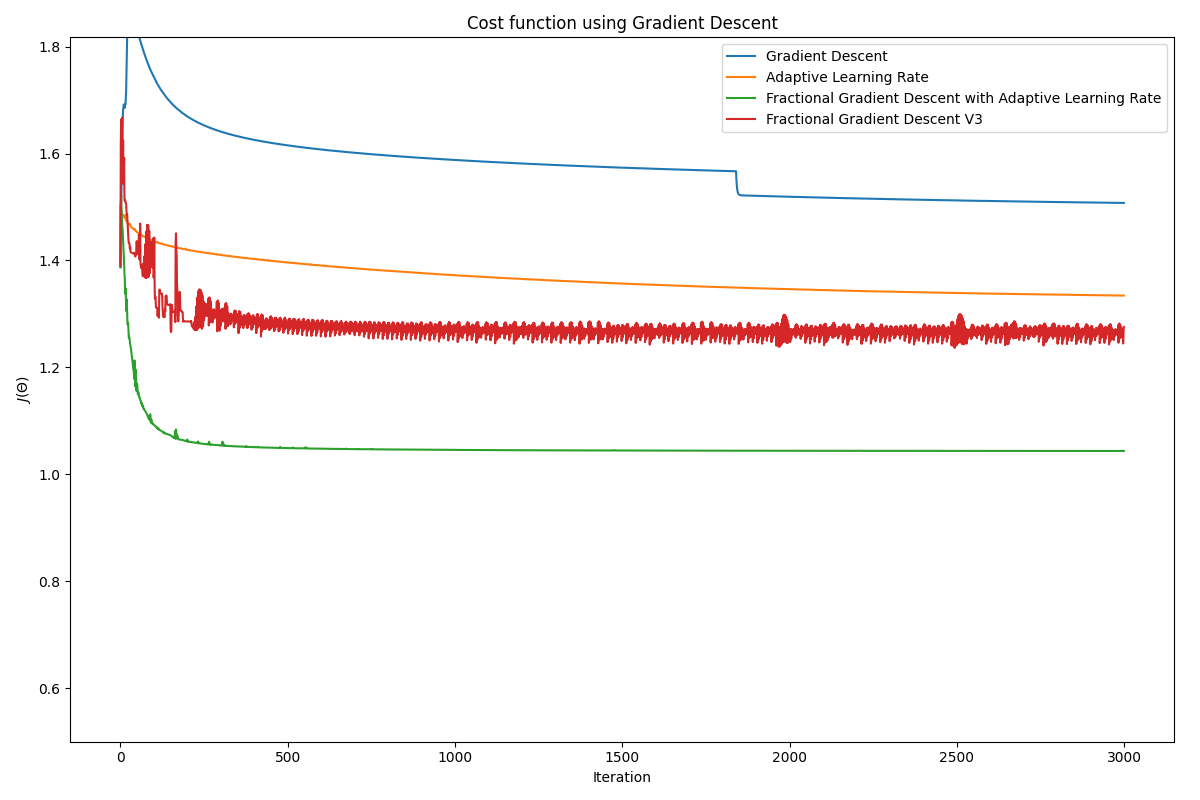 Cost function using Gradient Descent
Gradient Descent
Adaptive Learning Rate
Fractional Gradient Descent with Adaptive Learning Rate
Fractional Gradient Descent V3
1.8
1.6
1.4
1.2
1.0
0.8
0.6
J(Θ)
0
500
1000
1500
2000
2500
3000
Iteration